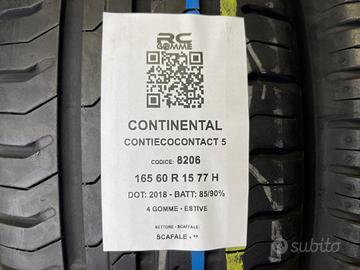 RC
GOMME
CONTINENTAL
CONTIECOCONTACT 5
CODICE: 8206
165 60 R 15 77 H
DOT: 2018 - BATT: 85/90%
4 GOMME - ESTIVE
SETTORE - SCAFFALE:
SCAFALE - **
subito